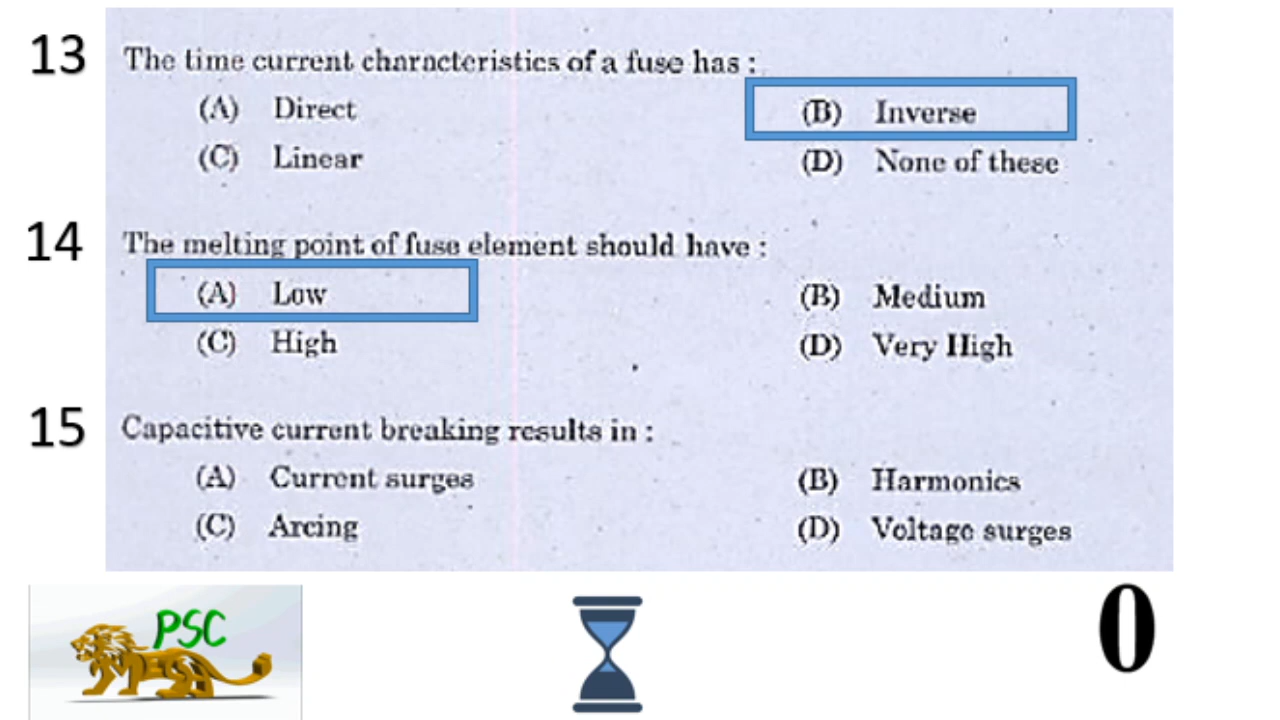 13 The time current characteristics of a fuse has :
(A) Direct (B) Inverse
(C) Linear (D) None of these
14 The melting point of fuse element should have :
(A) Low (B) Medium
(C) High (D) Very High
15 Capacitive current breaking results in :
(A) Current surges (B) Harmonics
(C) Arcing (D) Voltage surges
PSC
0